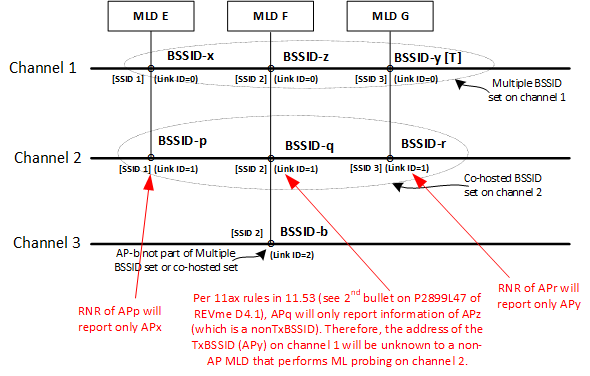 MLD E MLD F MLD G
BSSID-x BSSID-z BSSID-y [T]
Channel 1
[SSID 1] (Link ID=0) [SSID 2] (Link ID=0) [SSID 3] (Link ID=0)
Multiple BSSID
set on channel 1
BSSID-p BSSID-q BSSID-r
Channel 2
[SSID 1] (Link ID=1) [SSID 2] (Link ID=1) [SSID 3] (Link ID=1)
Co-hosted BSSID
set on channel 2
[SSID 2] BSSID-b
Channel 3
AP-b not part of Multiple
BSSID set or co-hosted set
(Link ID=2)
RNR of APp will
report only APx
Per 11ax rules in 11.53 (see 2nd bullet on P2899L47 of
REVme D4.1), APq will only report information of APz
(which is a nonTxBSSID). Therefore, the address of the
TxBSSID (APy) on channel 1 will be unknown to a non-
AP MLD that performs ML probing on channel 2.
RNR of APr will
report only APy